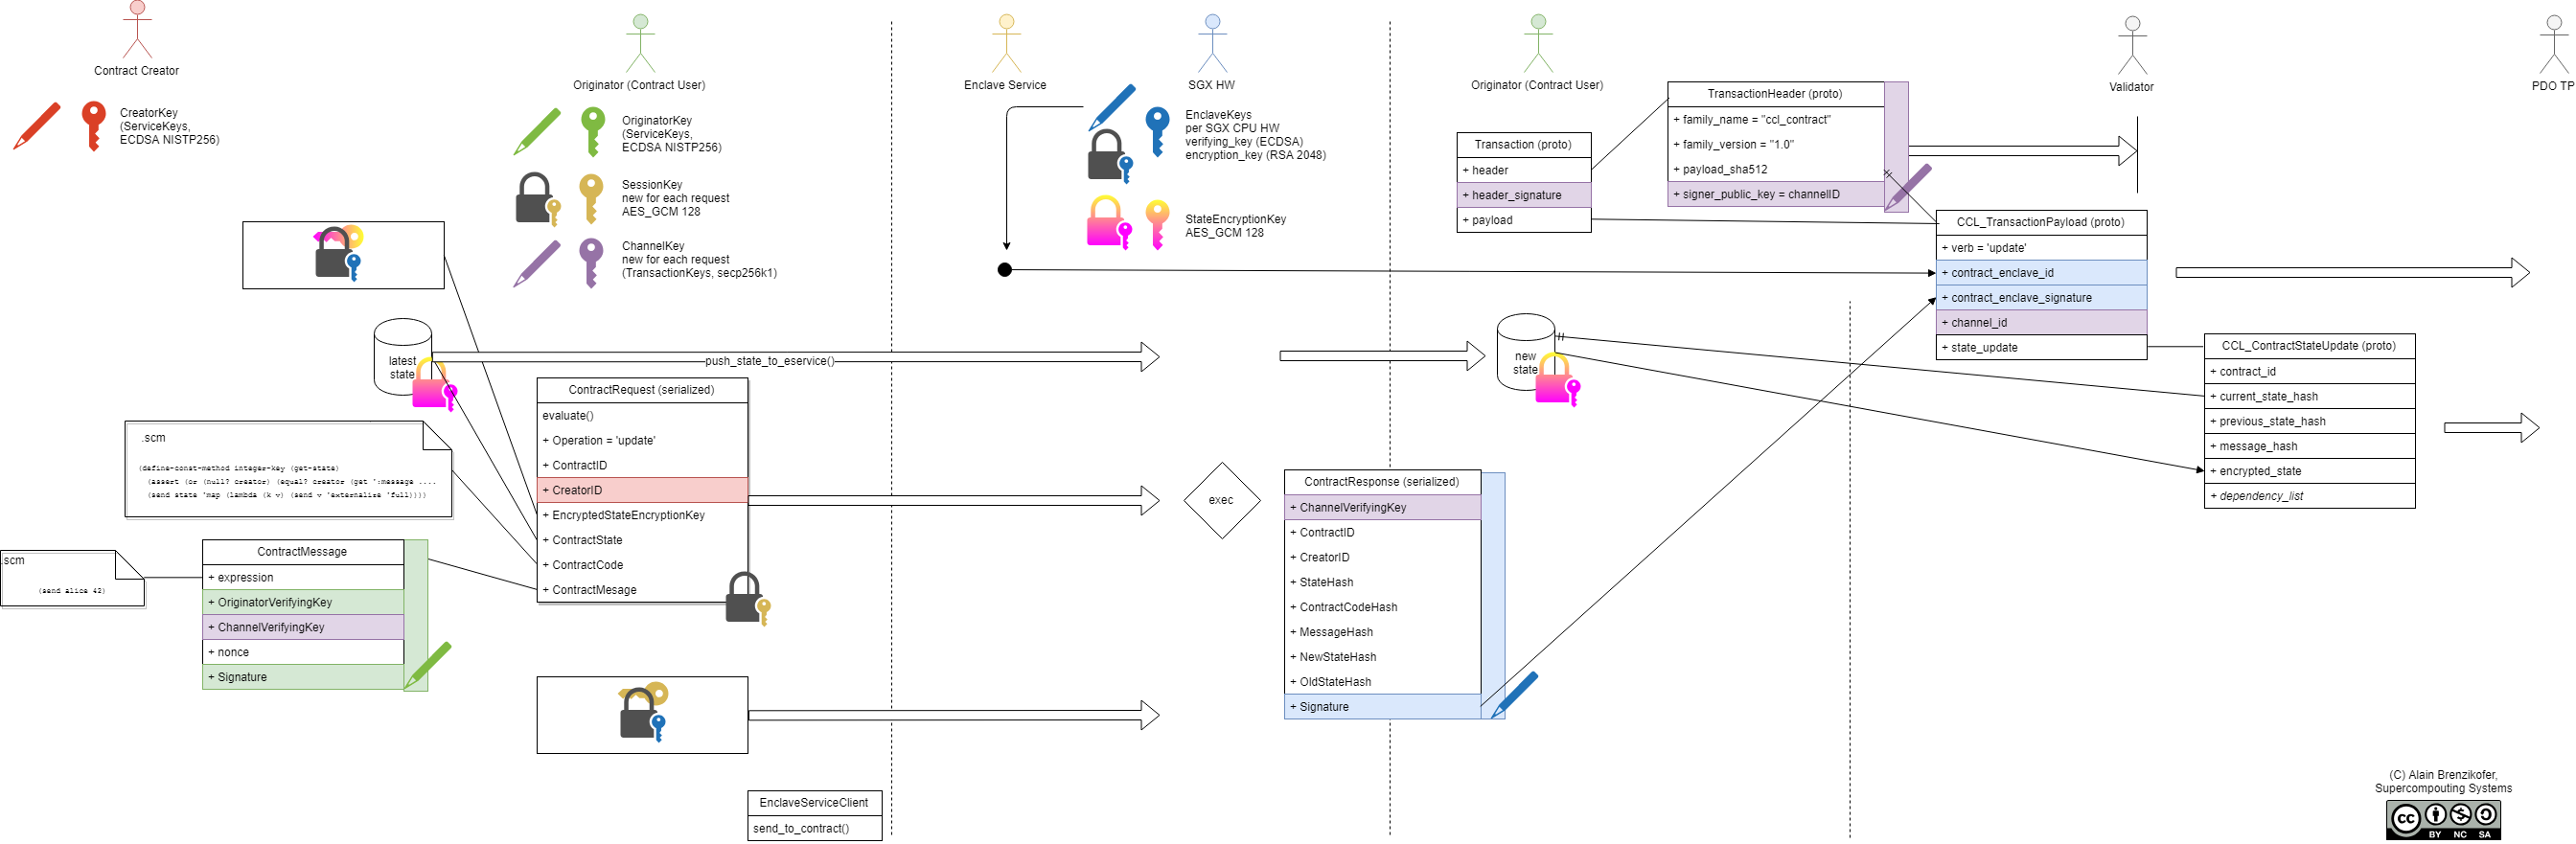 Contract Creator
CreatorKey
(ServiceKeys,
ECDSA NISTP256)
Originator (Contract User)
OriginatorKey
(ServiceKeys,
ECDSA NISTP256)
SessionKey
new for each request
AES_GCM 128
ChannelKey
new for each request
(TransactionKeys, secp256k1)
Enclave Service
SGX HW
EnclaveKeys
per SGX CPU HW
verifying_key (ECDSA)
encryption_key (RSA 2048)
StateEncryptionKey
AES_GCM 128
Originator (Contract User)
Transaction (proto)
+ header
+ header_signature
+ payload
TransactionHeader (proto)
+ family_name = "ccl_contract"
+ family_version = "1.0"
+ payload_sha512
+ signer_public_key = channelID
Validator
PDO TP
CCL_TransactionPayload (proto)
+ verb = 'update'
+ contract_enclave_id
+ contract_enclave_signature
+ channel_id
+ state_update
CCL_ContractStateUpdate (proto)
+ contract_id
+ current_state_hash
+ previous_state_hash
+ message_hash
+ encrypted_state
+ dependency_list
latest
state
push_state_to_eservice()
new
state
.scm
(define-const-method integer-key (get-state)
(assert (or (null? creator) (equal? creator (get ':message ....
(send state 'map (lambda (k v) (send v 'externalize 'full))))
ContractRequest (serialized)
evaluate()
+ Operation = 'update'
+ ContractID
+ CreatorID
+ EncryptedStateEncryptionKey
+ ContractState
+ ContractCode
+ ContractMesage
.scm
(send alice 42)
ContractMessage
+ expression
+ OriginatorVerifyingKey
+ ChannelVerifyingKey
+ nonce
+ Signature
exec
ContractResponse (serialized)
+ ChannelVerifyingKey
+ ContractID
+ CreatorID
+ StateHash
+ ContractCodeHash
+ MessageHash
+ NewStateHash
+ OldStateHash
+ Signature
EnclaveServiceClient
send_to_contract()
(C) Alain Brenzikofer,
Supercompouting Systems
cc
BY NC SA